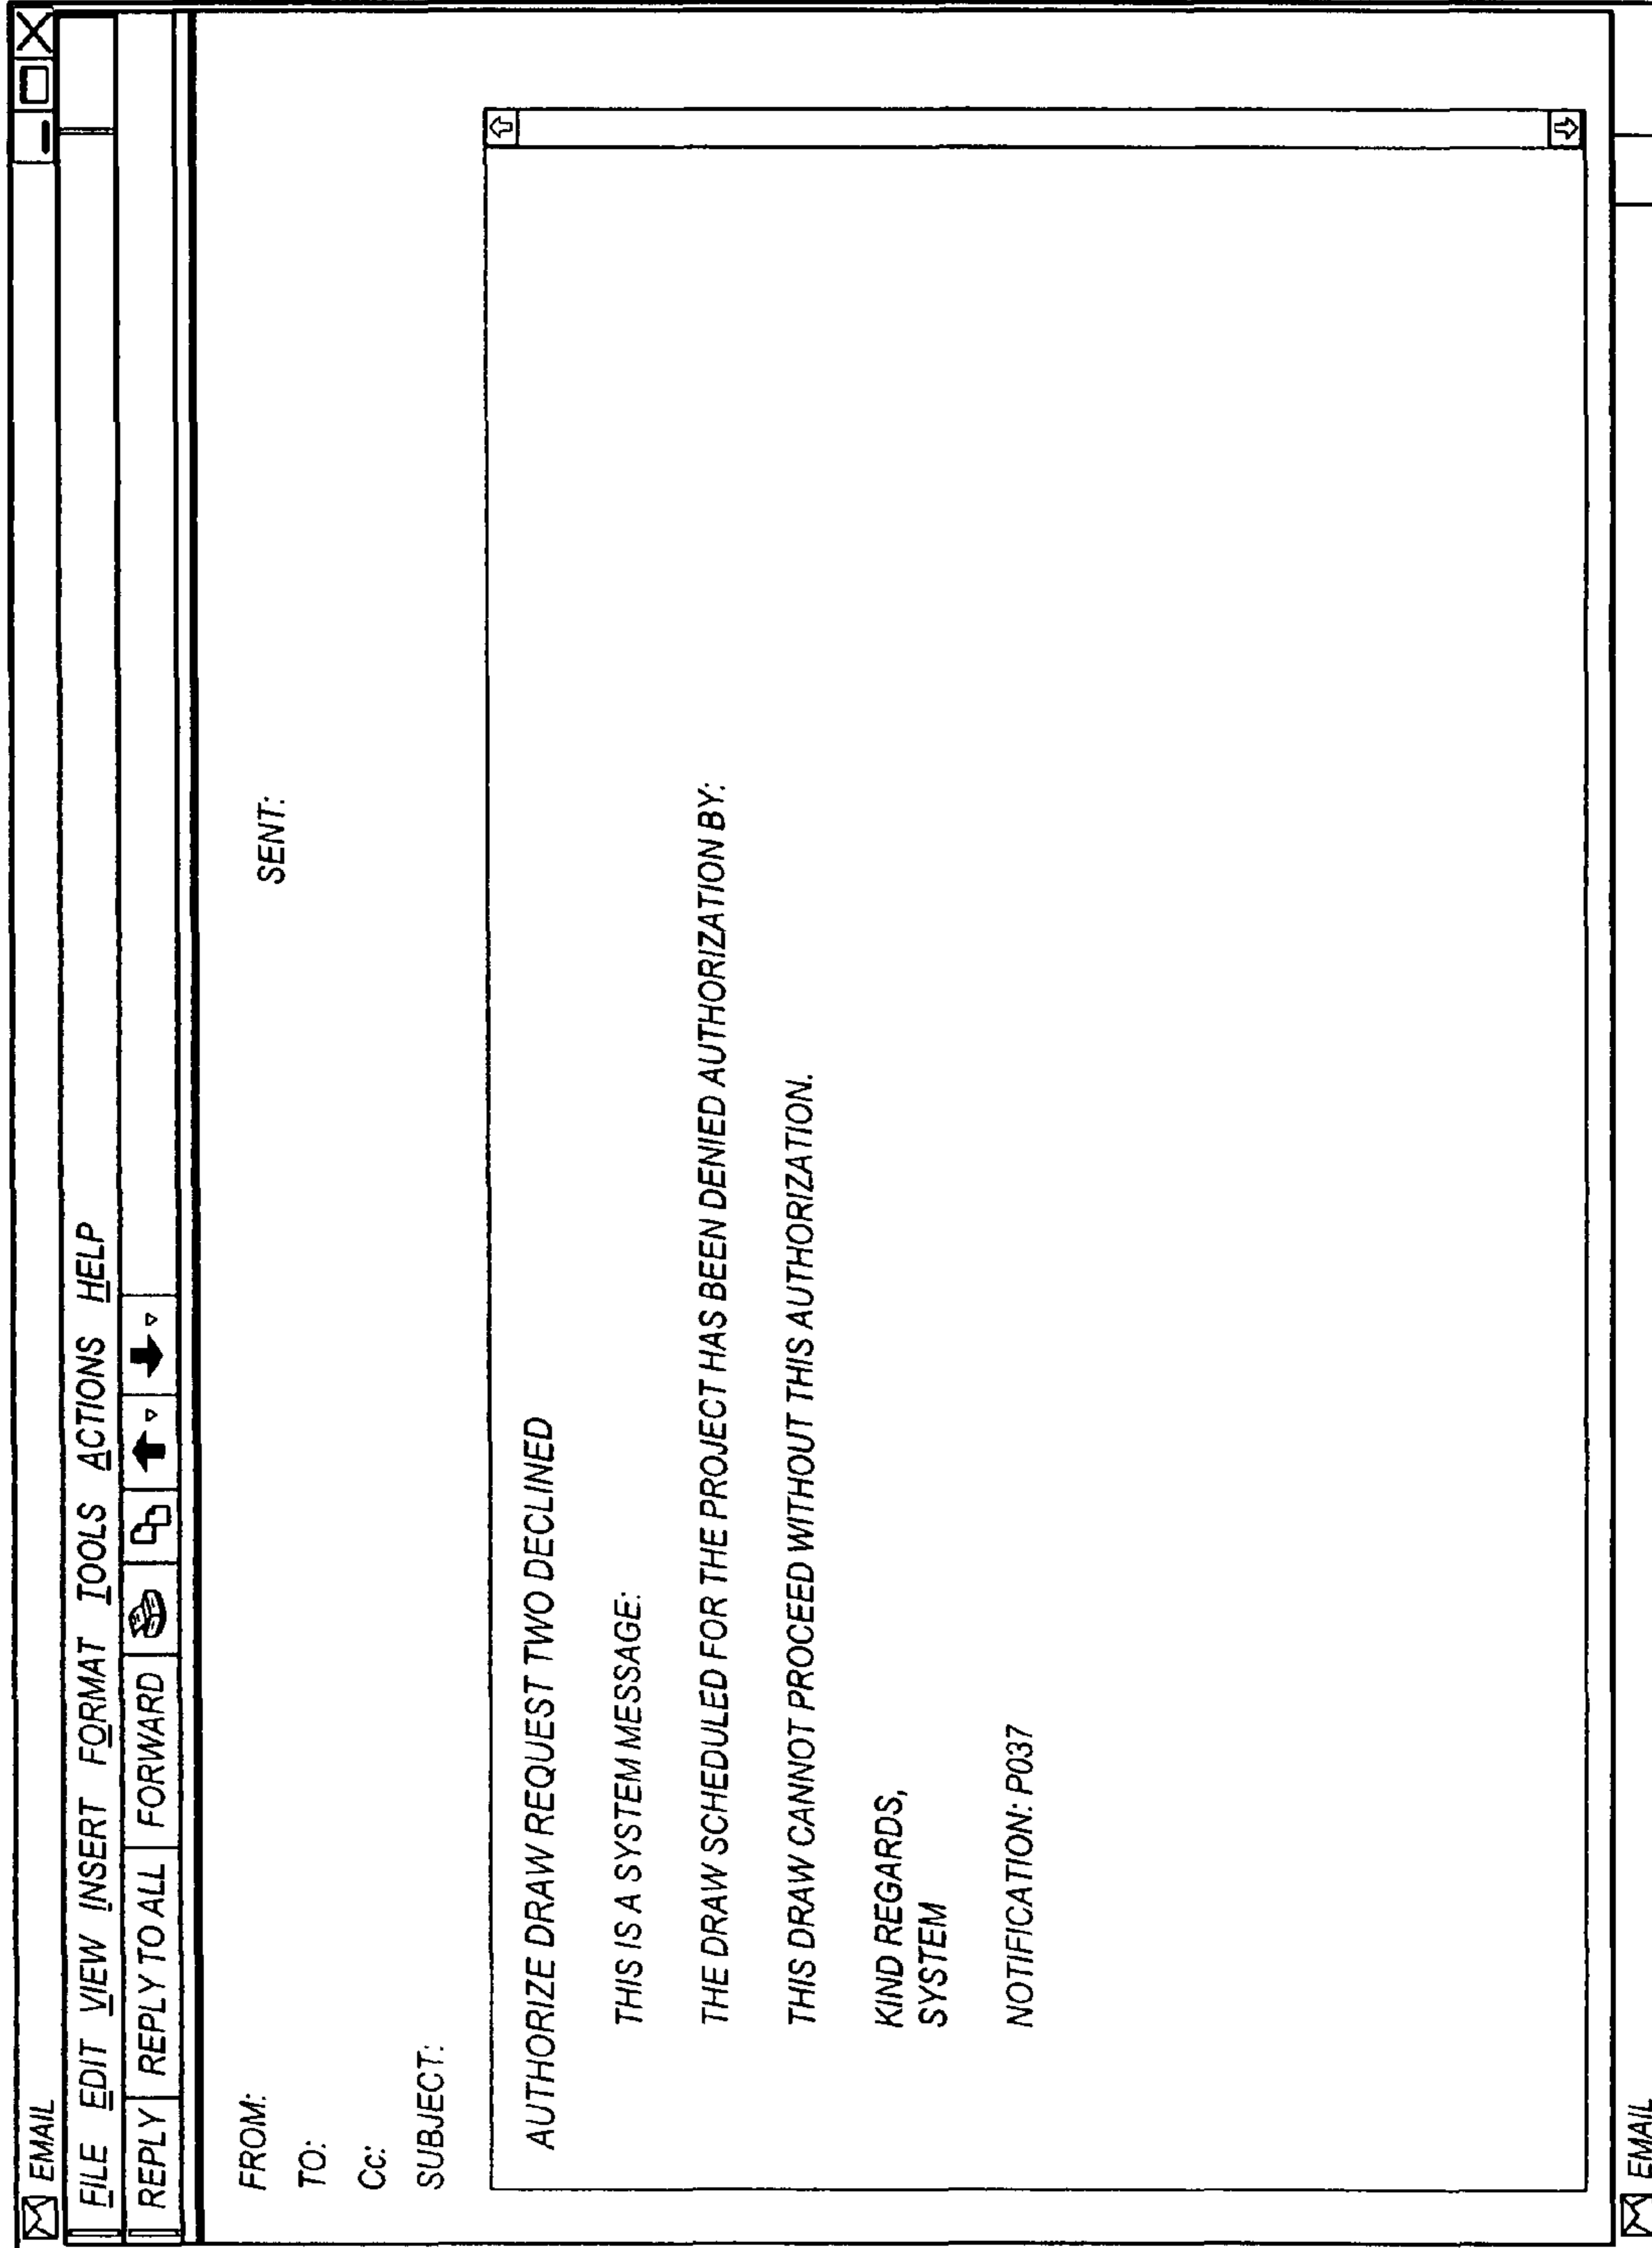 EMAIL
FILE EDIT VIEW INSERT FORMAT TOOLS ACTIONS HELP
REPLY REPLY TO ALL FORWARD
FROM:
SENT:
TO:
Cc:
SUBJECT:
AUTHORIZE DRAW REQUEST TWO DECLINED
THIS IS A SYSTEM MESSAGE:
THE DRAW SCHEDULED FOR THE PROJECT HAS BEEN DENIED AUTHORIZATION BY:
THIS DRAW CANNOT PROCEED WITHOUT THIS AUTHORIZATION.
KIND REGARDS,
SYSTEM
NOTIFICATION: P037
EMAIL